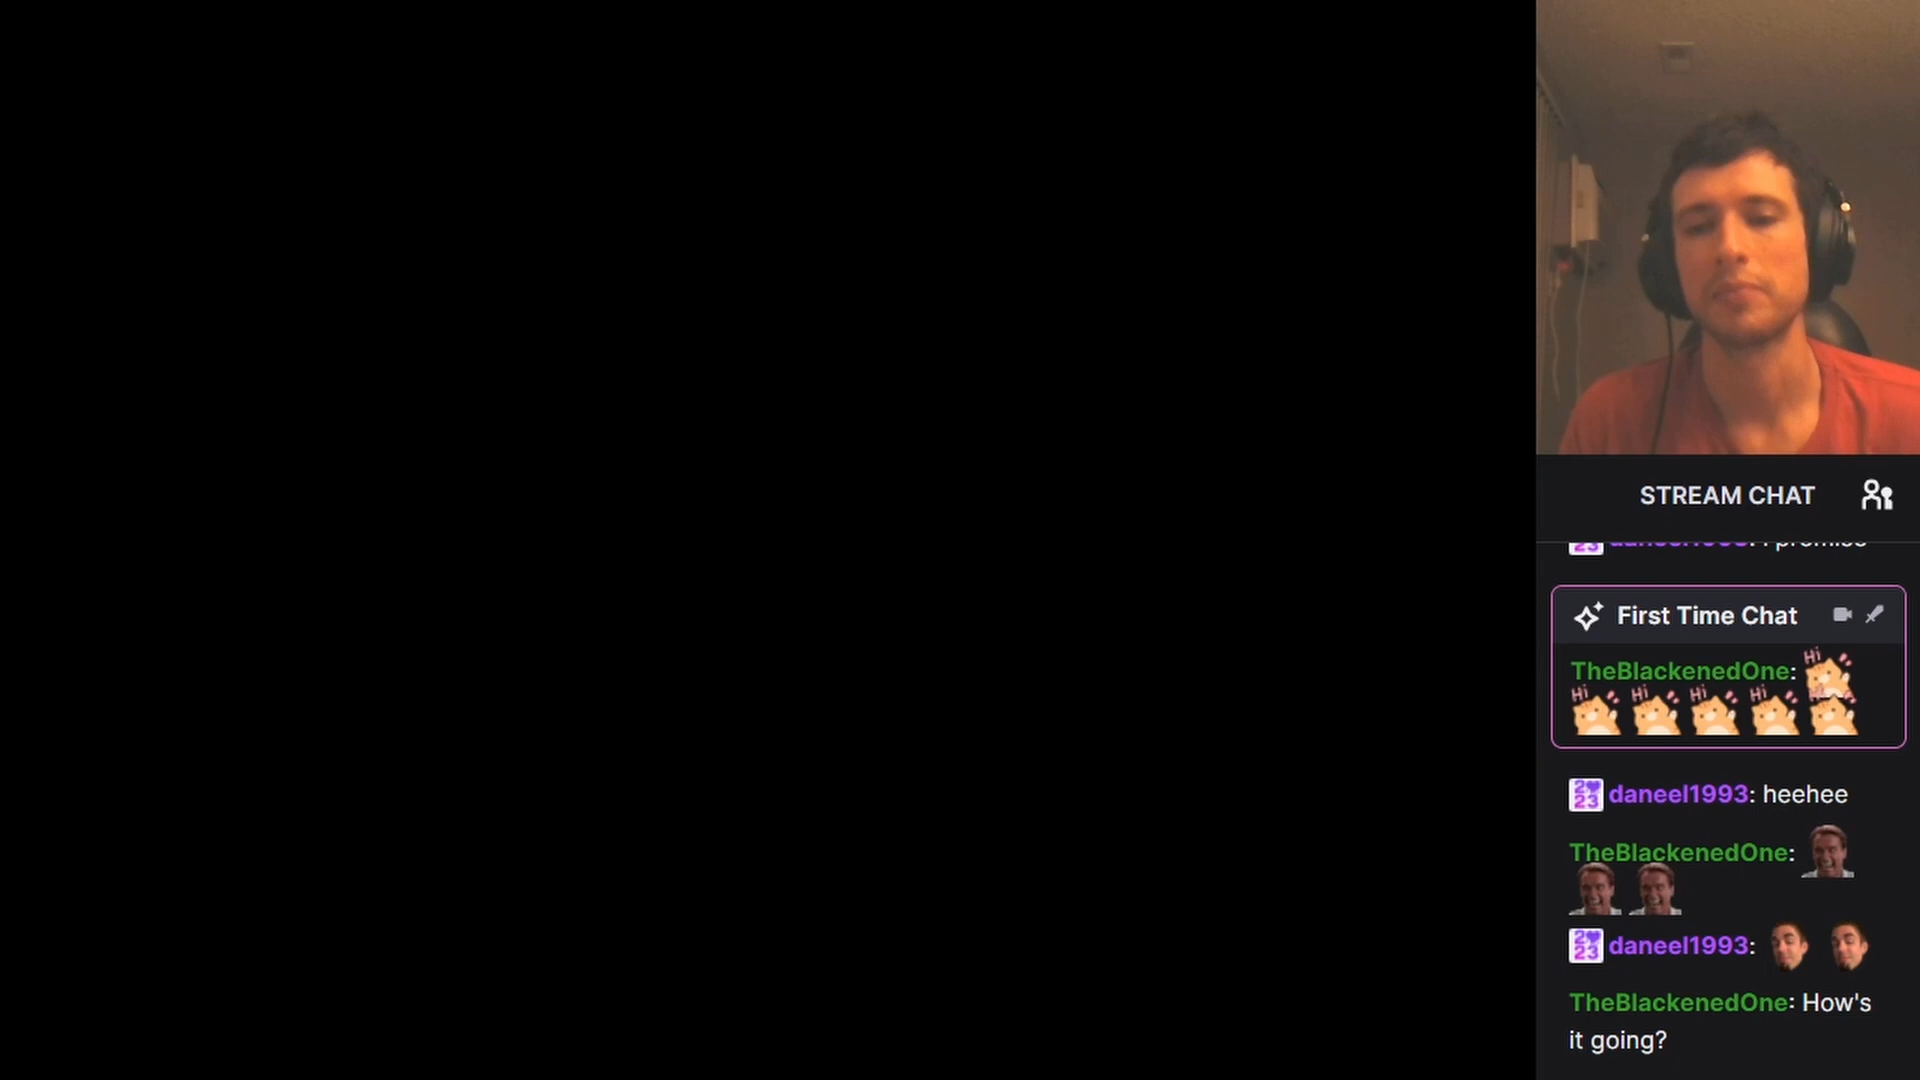 STREAM CHAT
First Time Chat
TheBlackenedOne:
daneel1993: heehee
TheBlackenedOne:
daneel1993:
TheBlackenedOne: How's
it going?